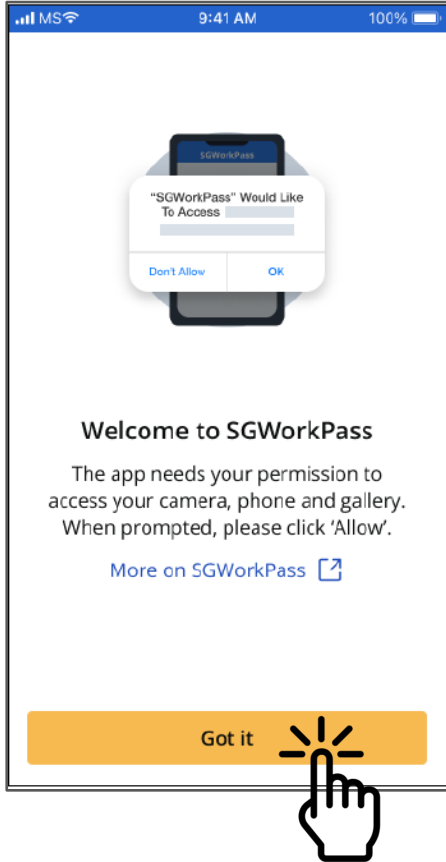 MS 9:41 AM 100%
SGWorkPass
"SGWorkPass" Would Like
To Access
Don't Allow OK
Welcome to SGWorkPass
The app needs your permission to
access your camera, phone and gallery.
When prompted, please click ‘Allow’.
More on SGWorkPass
Got it